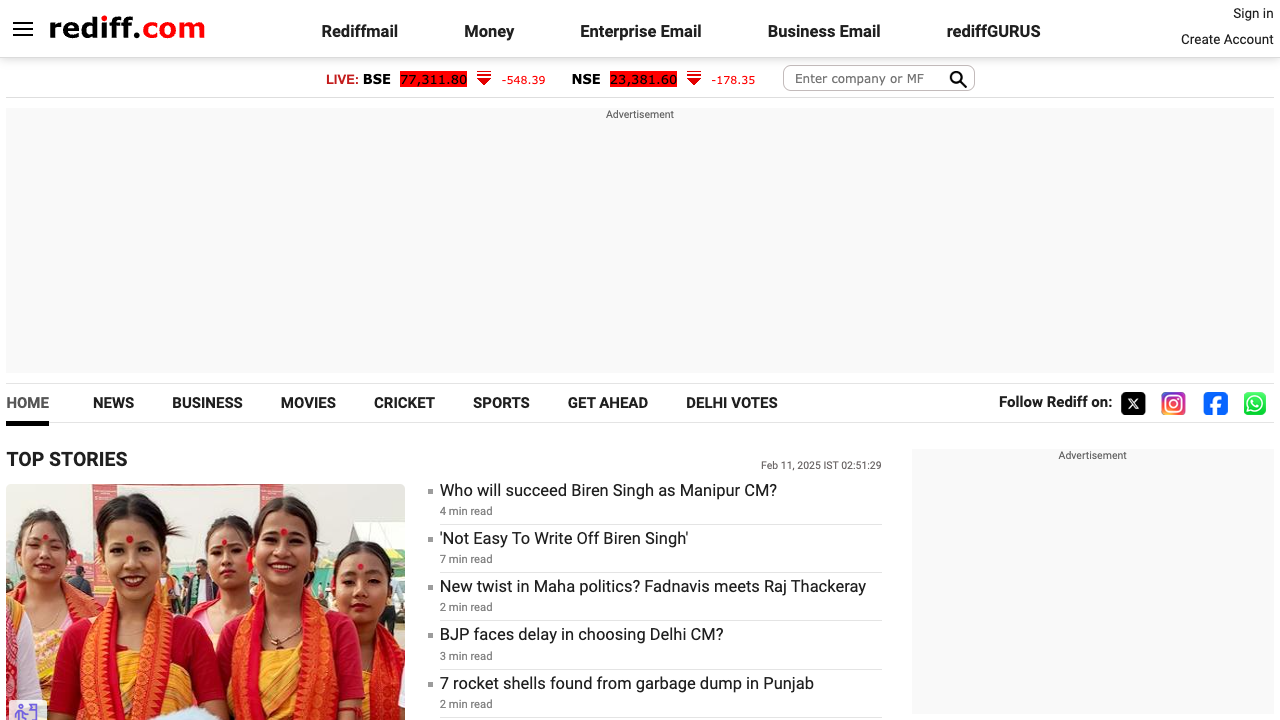 rediff.com
Rediffmail
Money
Enterprise Email
Business Email
rediffGURUS
Sign in
Create Account
LIVE: BSE 77,311.80 -548.39 NSE 23,381.60 -178.35
Enter company or MF
Advertisement
HOME NEWS BUSINESS MOVIES CRICKET SPORTS GET AHEAD DELHI VOTES
Follow Rediff on:
TOP STORIES
Feb 11, 2025 IST 02:51:29
Advertisement
Who will succeed Biren Singh as Manipur CM?
4 min read
'Not Easy To Write Off Biren Singh'
7 min read
New twist in Maha politics? Fadnavis meets Raj Thackeray
2 min read
BJP faces delay in choosing Delhi CM?
3 min read
7 rocket shells found from garbage dump in Punjab
2 min read